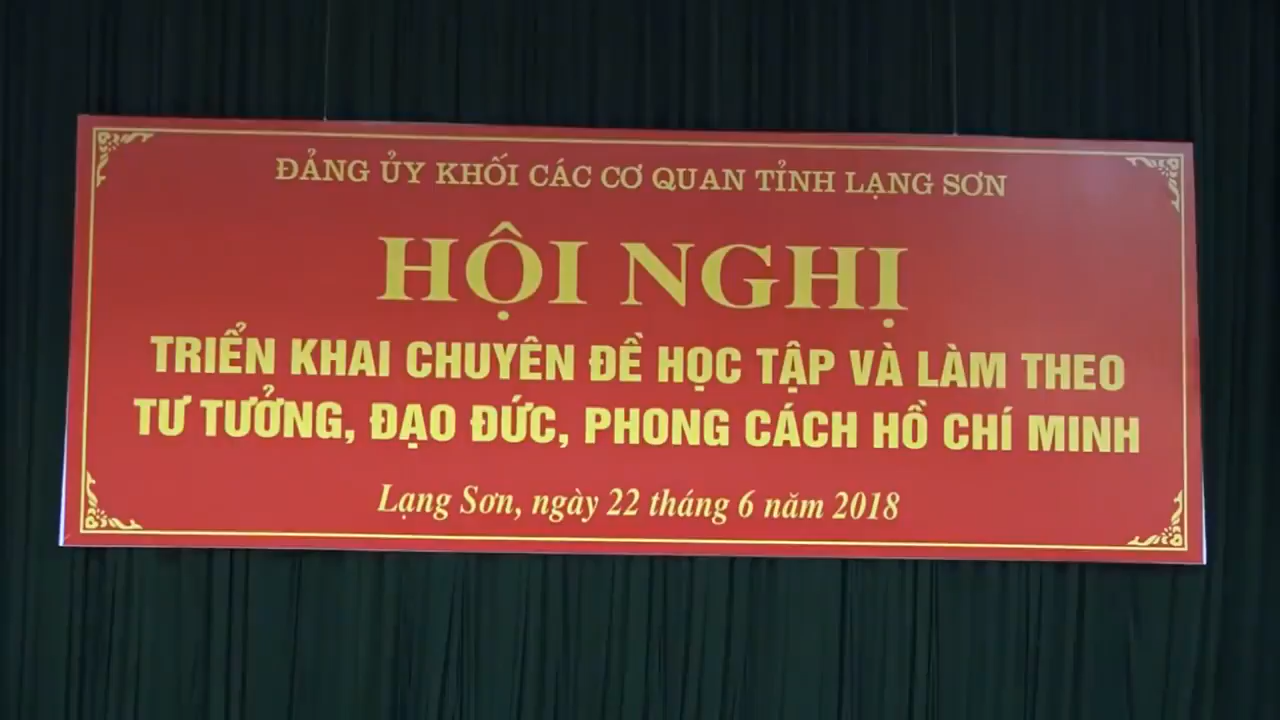 ĐẢNG ỦY KHỐI CÁC CƠ QUAN TỈNH LẠNG SƠN
HỘI NGHỊ
TRIỂN KHAI CHUYÊN ĐỀ HỌC TẬP VÀ LÀM THEO
TƯ TƯỞNG, ĐẠO ĐỨC, PHONG CÁCH HỒ CHÍ MINH
Lạng Sơn, ngày 22 tháng 6 năm 2018